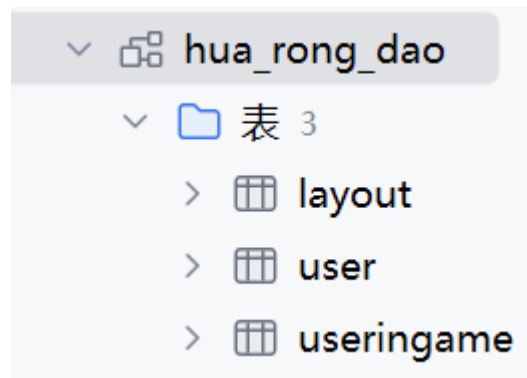 hua_rong_dao
表 3
layout
user
useringame